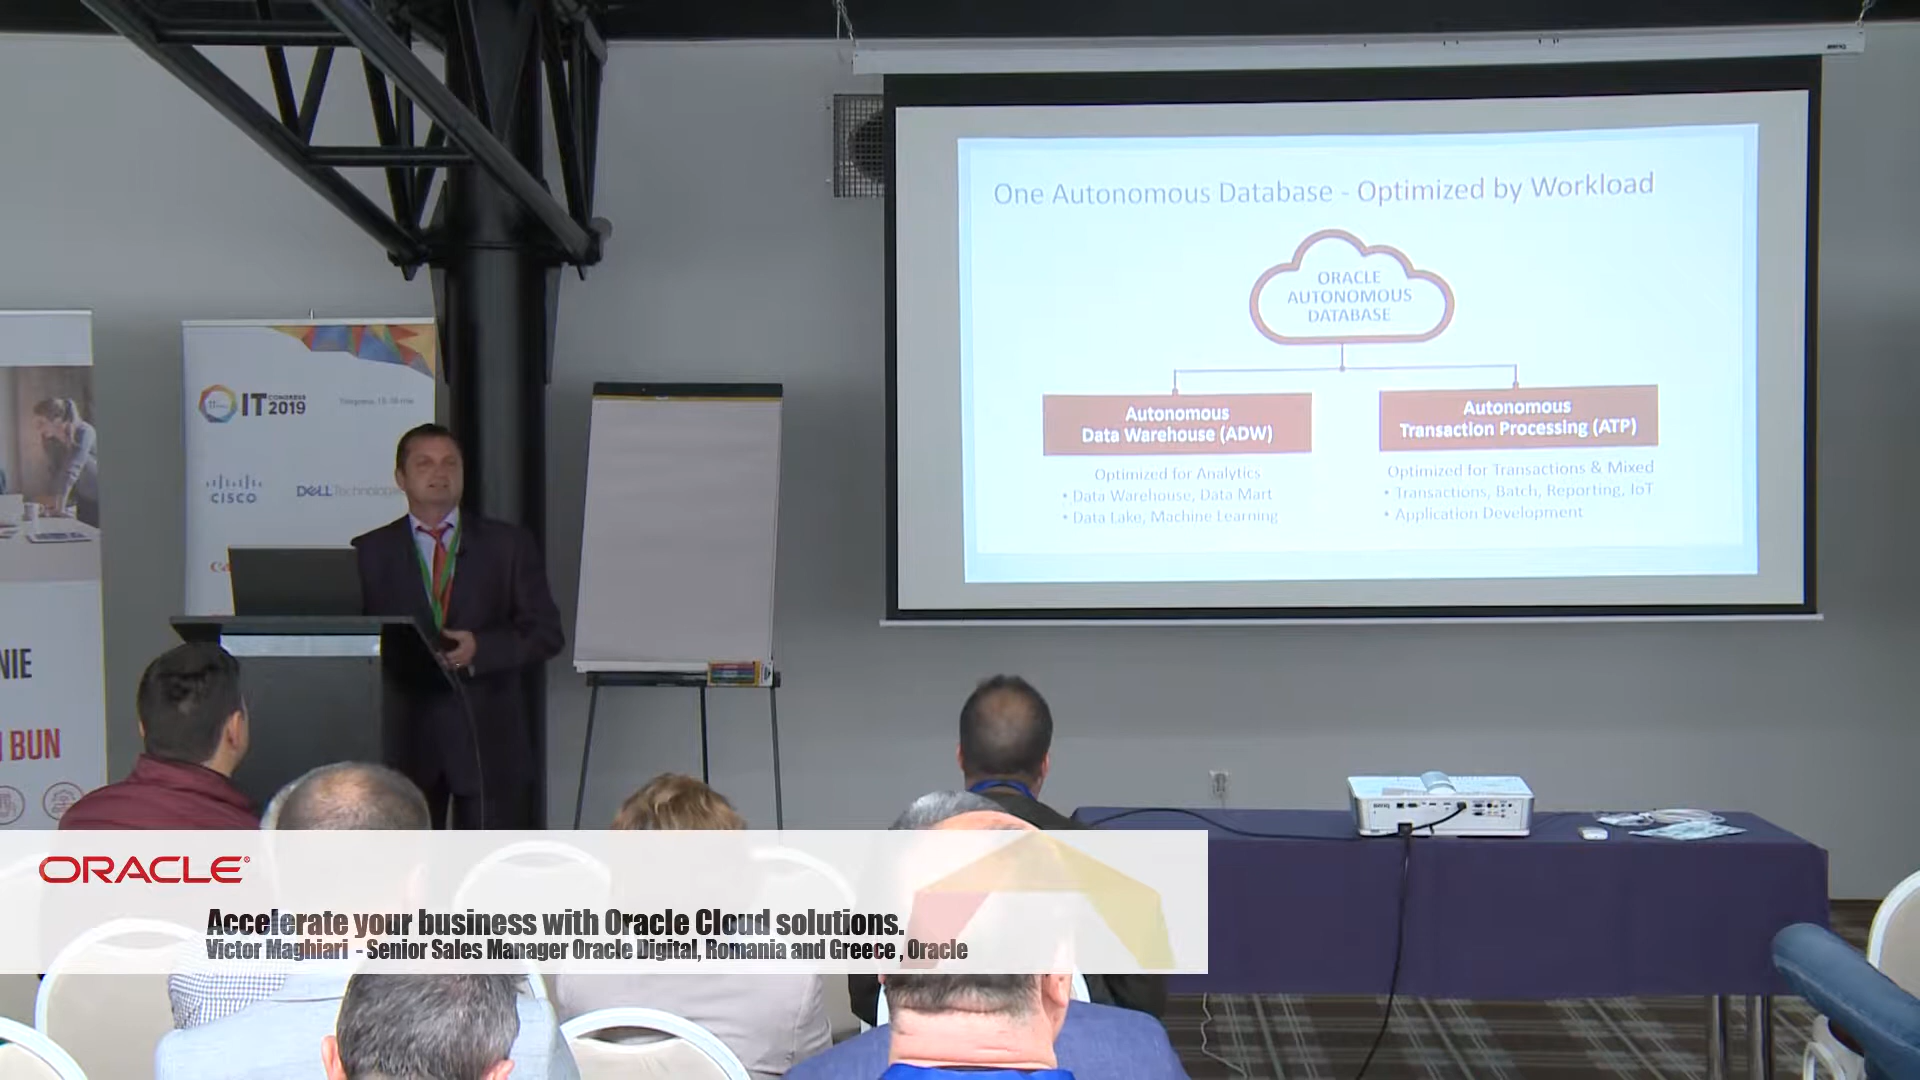 One Autonomous Database - Optimized by Workload
ORACLE
AUTONOMOUS
DATABASE
Autonomous
Data Warehouse (ADW)
Optimized for Analytics
• Data Warehouse, Data Mart
• Data Lake, Machine Learning
Autonomous
Transaction Processing (ATP)
Optimized for Transactions & Mixed
• Transactions, Batch, Reporting, IoT
• Application Development
IT CONGRESS
2019
CISCO
DELL Technologies
NIE
BUN
BENQ
ORACLE®
Accelerate your business with Oracle Cloud solutions.
Victor Maghiari - Senior Sales Manager Oracle Digital, Romania and Greece , Oracle